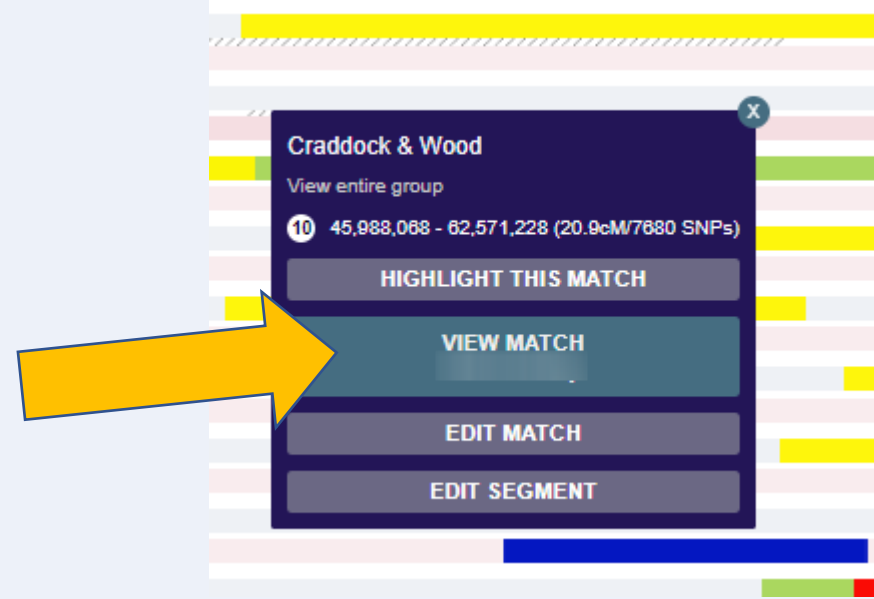 X
Craddock & Wood
View entire group
10 45,988,068 - 62,571,228 (20.9cM/7680 SNPs)
HIGHLIGHT THIS MATCH
VIEW MATCH
EDIT MATCH
EDIT SEGMENT